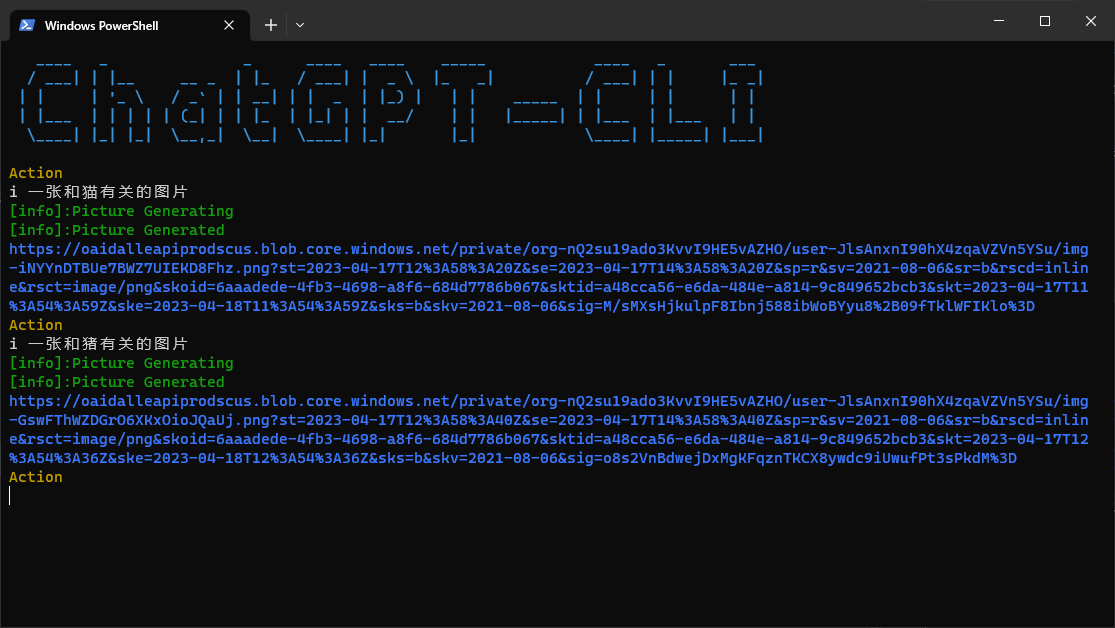 Windows PowerShell
ChatGPT-CLI
Action
i 一张和猫有关的图片
[info]:Picture Generating
[info]:Picture Generated
https://oaidalleapiprodscus.blob.core.windows.net/private/org-nQ2su19ado3KvvI9HE5vAZHO/user-JlsAnxnI90hX4zqaVZVn5YSu/img
-iNYYnDTBUe7BWZ7UIEKD8Fhz.png?st=2023-04-17T12%3A58%3A20Z&se=2023-04-17T14%3A58%3A20Z&sp=r&sv=2021-08-06&sr=b&rscd=inlin
e&rsct=image/png&skoid=6aaadede-4fb3-4698-a8f6-684d7786b067&sktid=a48cca56-e6da-484e-a814-9c849652bcb3&skt=2023-04-17T11
%3A54%3A59Z&ske=2023-04-18T11%3A54%3A59Z&sks=b&skv=2021-08-06&sig=M/sMXsHjkulpF8Ibnj588ibWoBYyu8%2B09fTklWFIKlo%3D
Action
i 一张和猪有关的图片
[info]:Picture Generating
[info]:Picture Generated
https://oaidalleapiprodscus.blob.core.windows.net/private/org-nQ2su19ado3KvvI9HE5vAZHO/user-JlsAnxnI90hX4zqaVZVn5YSu/img
-GswFThWZDGrO6XKxOioJQaUj.png?st=2023-04-17T12%3A58%3A40Z&se=2023-04-17T14%3A58%3A40Z&sp=r&sv=2021-08-06&sr=b&rscd=inlin
e&rsct=image/png&skoid=6aaadede-4fb3-4698-a8f6-684d7786b067&sktid=a48cca56-e6da-484e-a814-9c849652bcb3&skt=2023-04-17T12
%3A54%3A36Z&ske=2023-04-18T12%3A54%3A36Z&sks=b&skv=2021-08-06&sig=o8s2VnBdwejDxMgKFqznTKCX8ywdc9iUwufPt3sPkdM%3D
Action